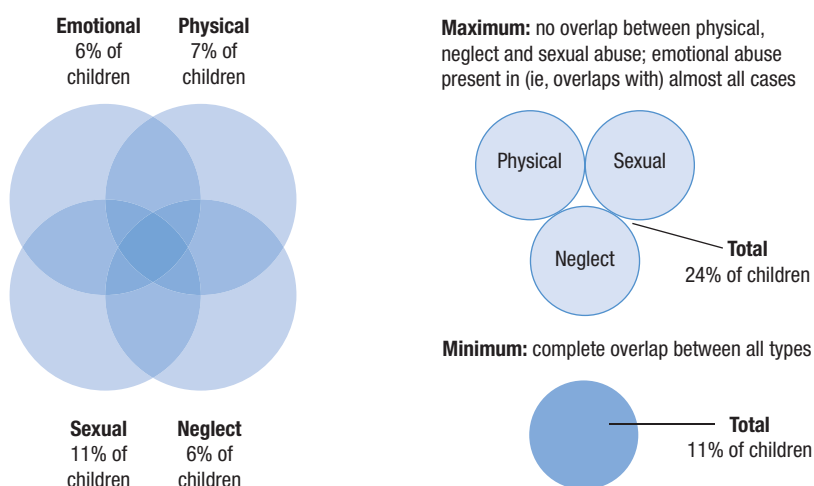 Emotional
6% of
children
Physical
7% of
children
Sexual
11% of
children
Neglect
6% of
children
Maximum: no overlap between physical,
neglect and sexual abuse; emotional abuse
present in (ie, overlaps with) almost all cases
Physical
Sexual
Neglect
Total
24% of children
Minimum: complete overlap between all types
Total
11% of children